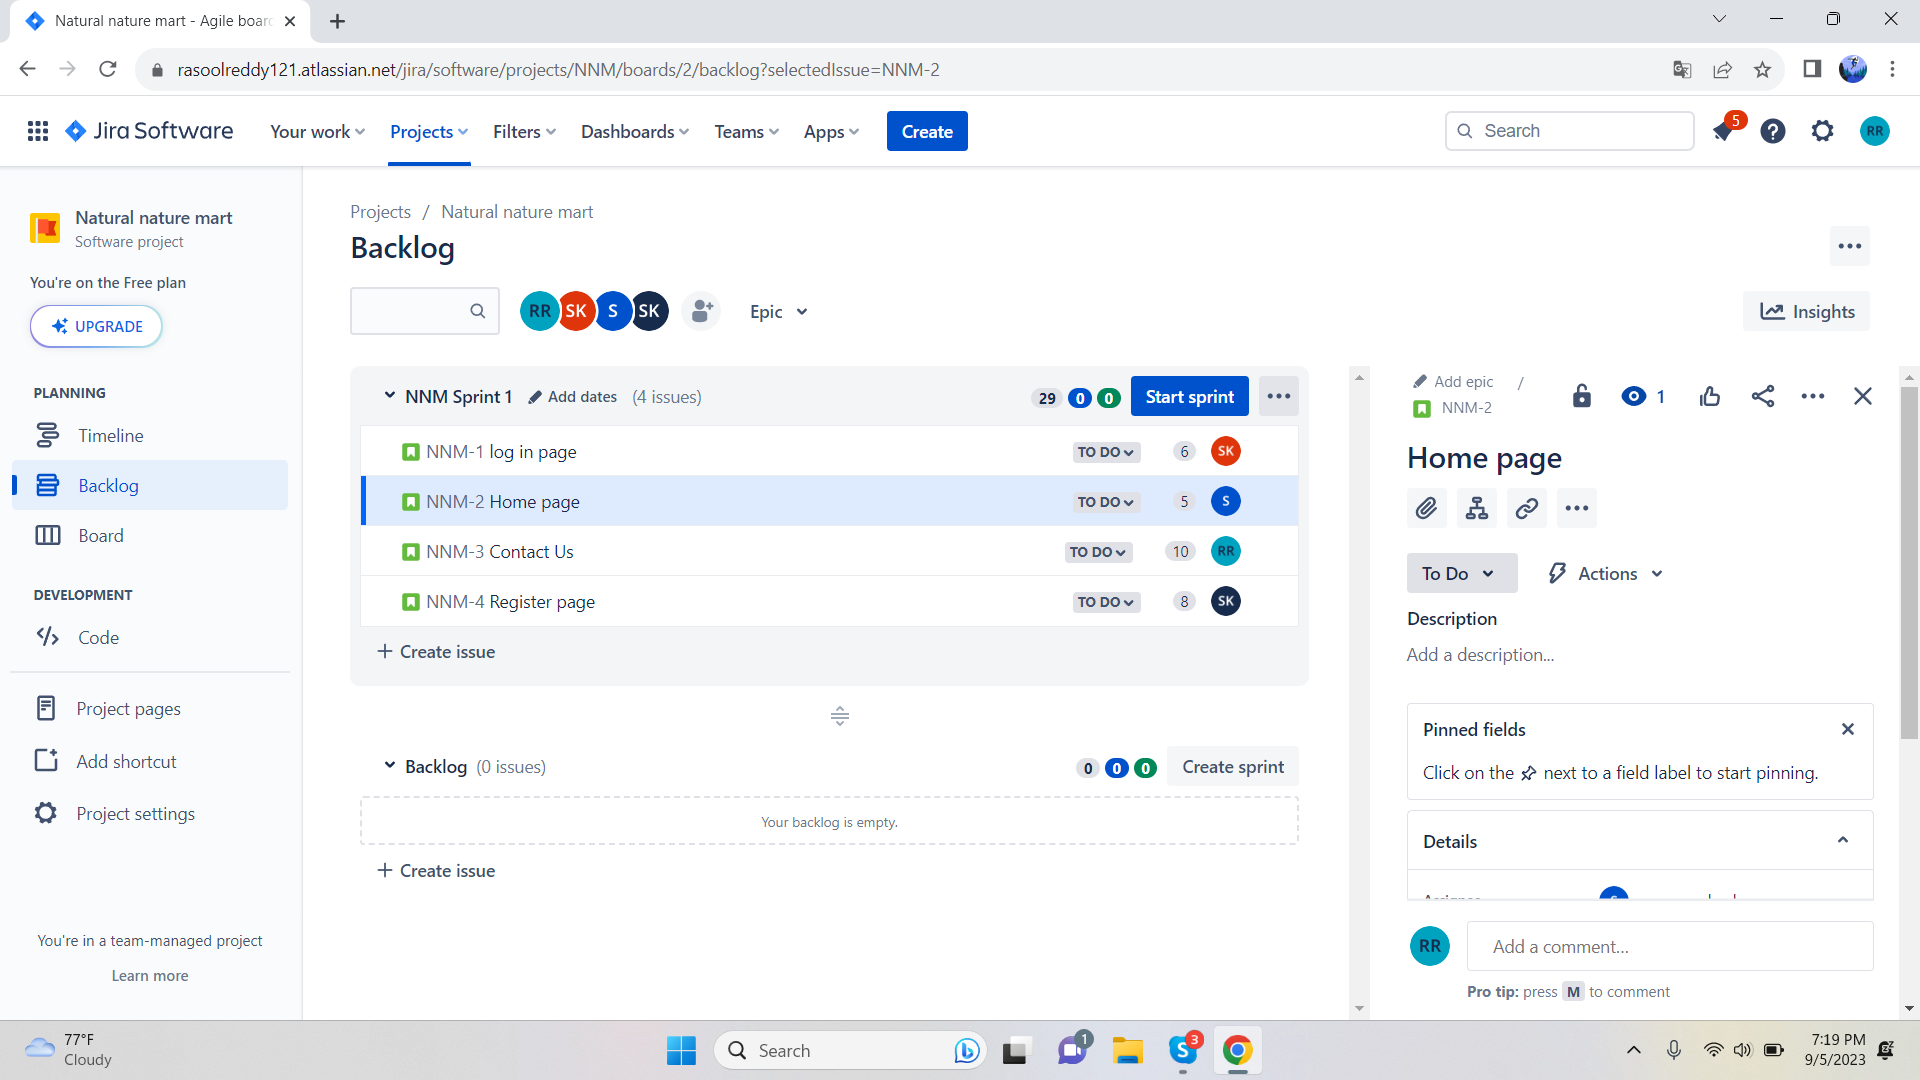 Natural nature mart - Agile boar
rasoolreddy121.atlassian.net/jira/software/projects/NNM/boards/2/backlog?selectedIssue=NNM-2
Jira Software
Your work
Projects
Filters
Dashboards
Teams
Apps
Create
Search
5
RR
Natural nature mart
Software project
You're on the Free plan
UPGRADE
PLANNING
Timeline
Backlog
Board
DEVELOPMENT
Code
Project pages
Add shortcut
Project settings
You're in a team-managed project
Learn more
Projects / Natural nature mart
Backlog
RR SK S SK
Epic
Insights
NNM Sprint 1 Add dates (4 issues)
29 0 0 Start sprint
NNM-1 log in page TO DO 6 SK
NNM-2 Home page TO DO 5 S
NNM-3 Contact Us TO DO 10 RR
NNM-4 Register page TO DO 8 SK
+ Create issue
Backlog (0 issues) 0 0 0 Create sprint
Your backlog is empty.
+ Create issue
Add epic /
NNM-2
1
Home page
To Do
Actions
Description
Add a description...
Pinned fields
Click on the next to a field label to start pinning.
Details
RR
Add a comment...
Pro tip: press M to comment
77°F
Cloudy
Search
1
3
7:19 PM
9/5/2023